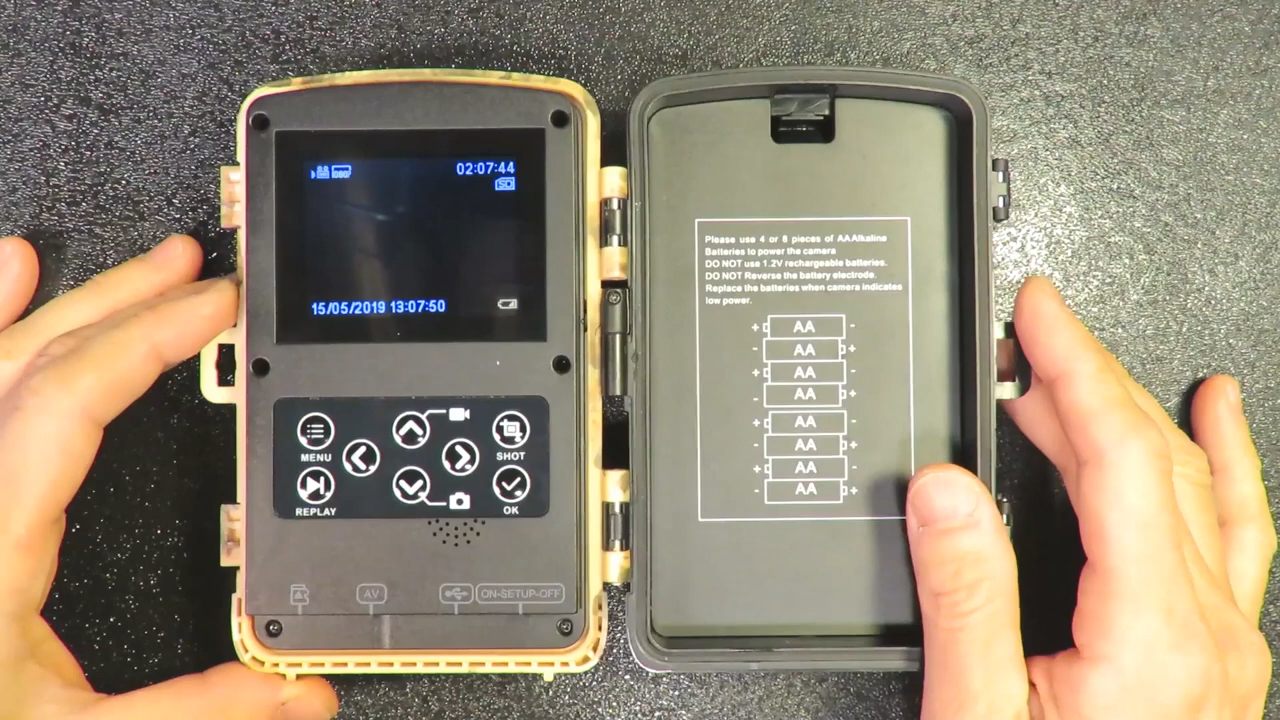 1080P
02:07:44
SD
15/05/2019 13:07:50
MENU
SHOT
REPLAY
OK
AV
ON-SETUP-OFF
Please use 4 or 8 pieces of AAAlkaline
Batteries to power the camera
DO NOT use 1.2V rechargeable batteries.
DO NOT Reverse the battery electrode.
Replace the batteries when camera indicates
low power.
+ AA -
- AA +
+ AA -
- AA +
+ AA -
- AA +
+ AA -
- AA +